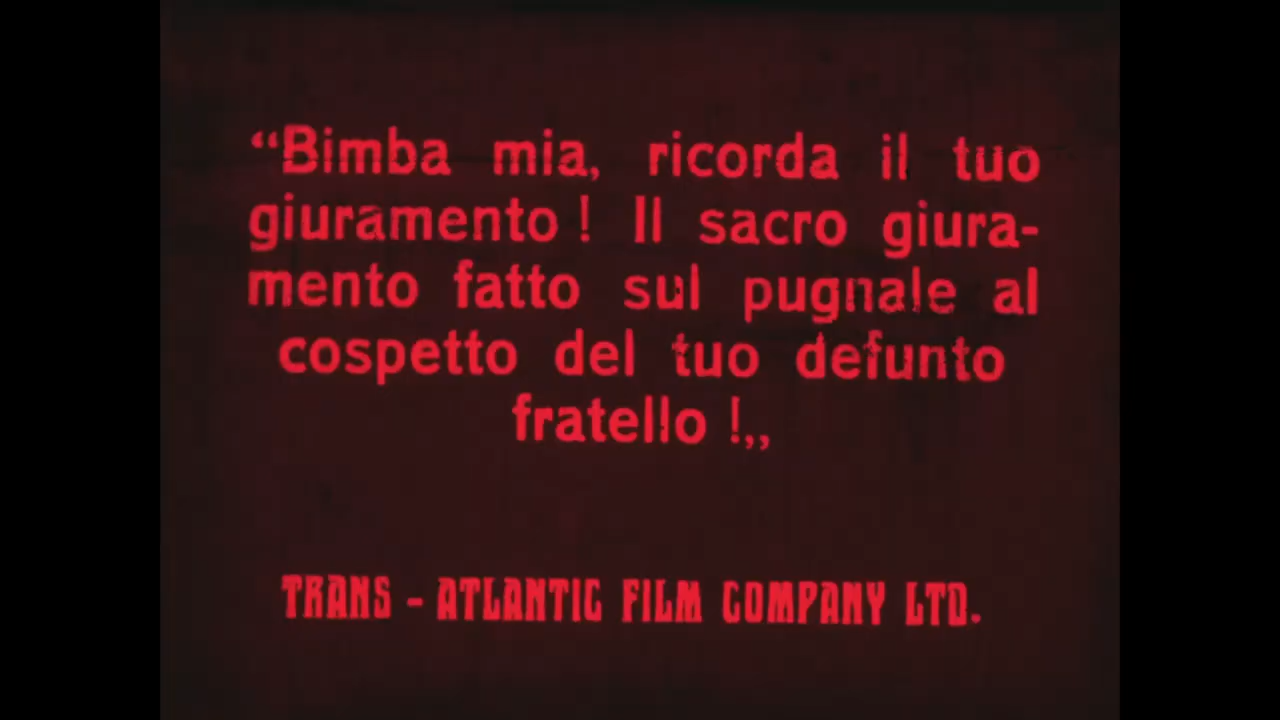 “Bimba mia, ricorda il tuo
giuramento ! Il sacro giura-
mento fatto sul pugnale al
cospetto del tuo defunto
fratello !„
TRANS - ATLANTIC FILM COMPANY LTD.